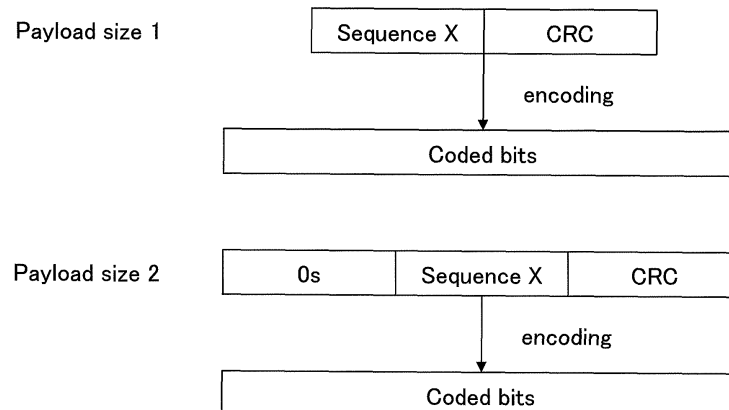 Payload size 1
Sequence X CRC
encoding
Coded bits
Payload size 2
0s Sequence X CRC
encoding
Coded bits